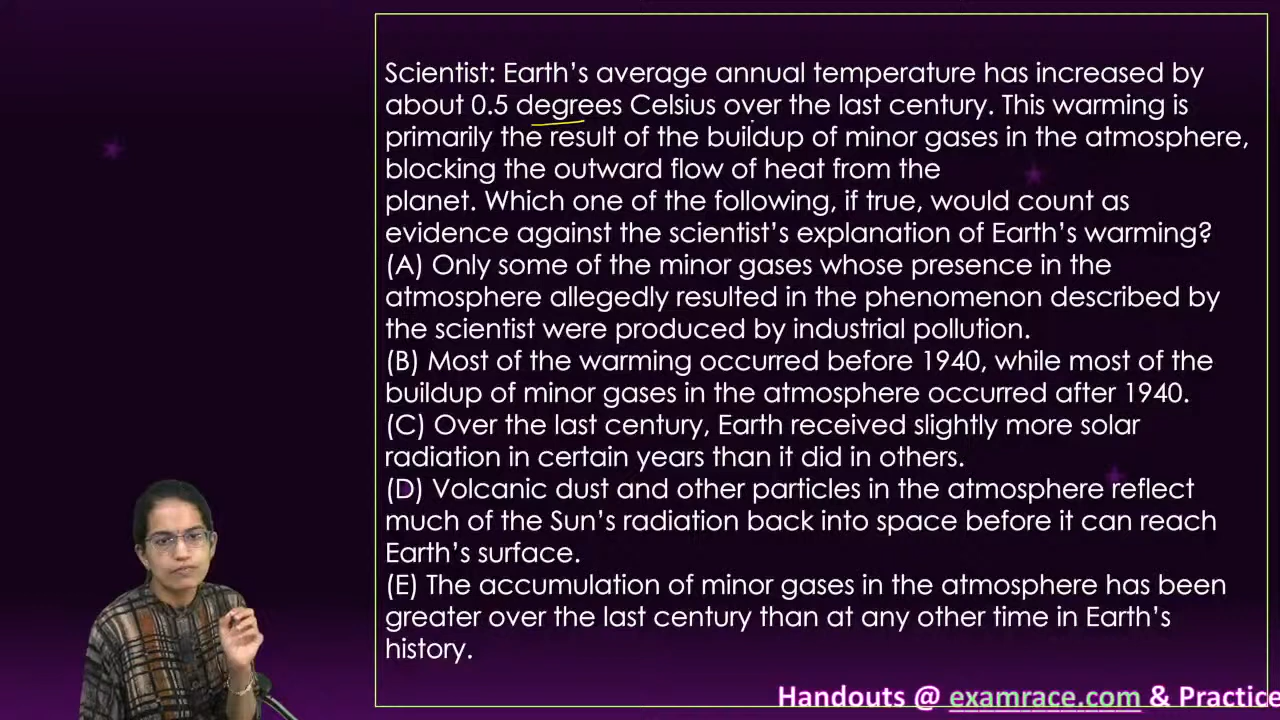 Scientist: Earth's average annual temperature has increased by
about 0.5 degrees Celsius over the last century. This warming is
primarily the result of the buildup of minor gases in the atmosphere,
blocking the outward flow of heat from the
planet. Which one of the following, if true, would count as
evidence against the scientist's explanation of Earth's warming?
(A) Only some of the minor gases whose presence in the
atmosphere allegedly resulted in the phenomenon described by
the scientist were produced by industrial pollution.
(B) Most of the warming occurred before 1940, while most of the
buildup of minor gases in the atmosphere occurred after 1940.
(C) Over the last century, Earth received slightly more solar
radiation in certain years than it did in others.
(D) Volcanic dust and other particles in the atmosphere reflect
much of the Sun's radiation back into space before it can reach
Earth's surface.
(E) The accumulation of minor gases in the atmosphere has been
greater over the last century than at any other time in Earth's
history.
Handouts @ examrace.com & Practice